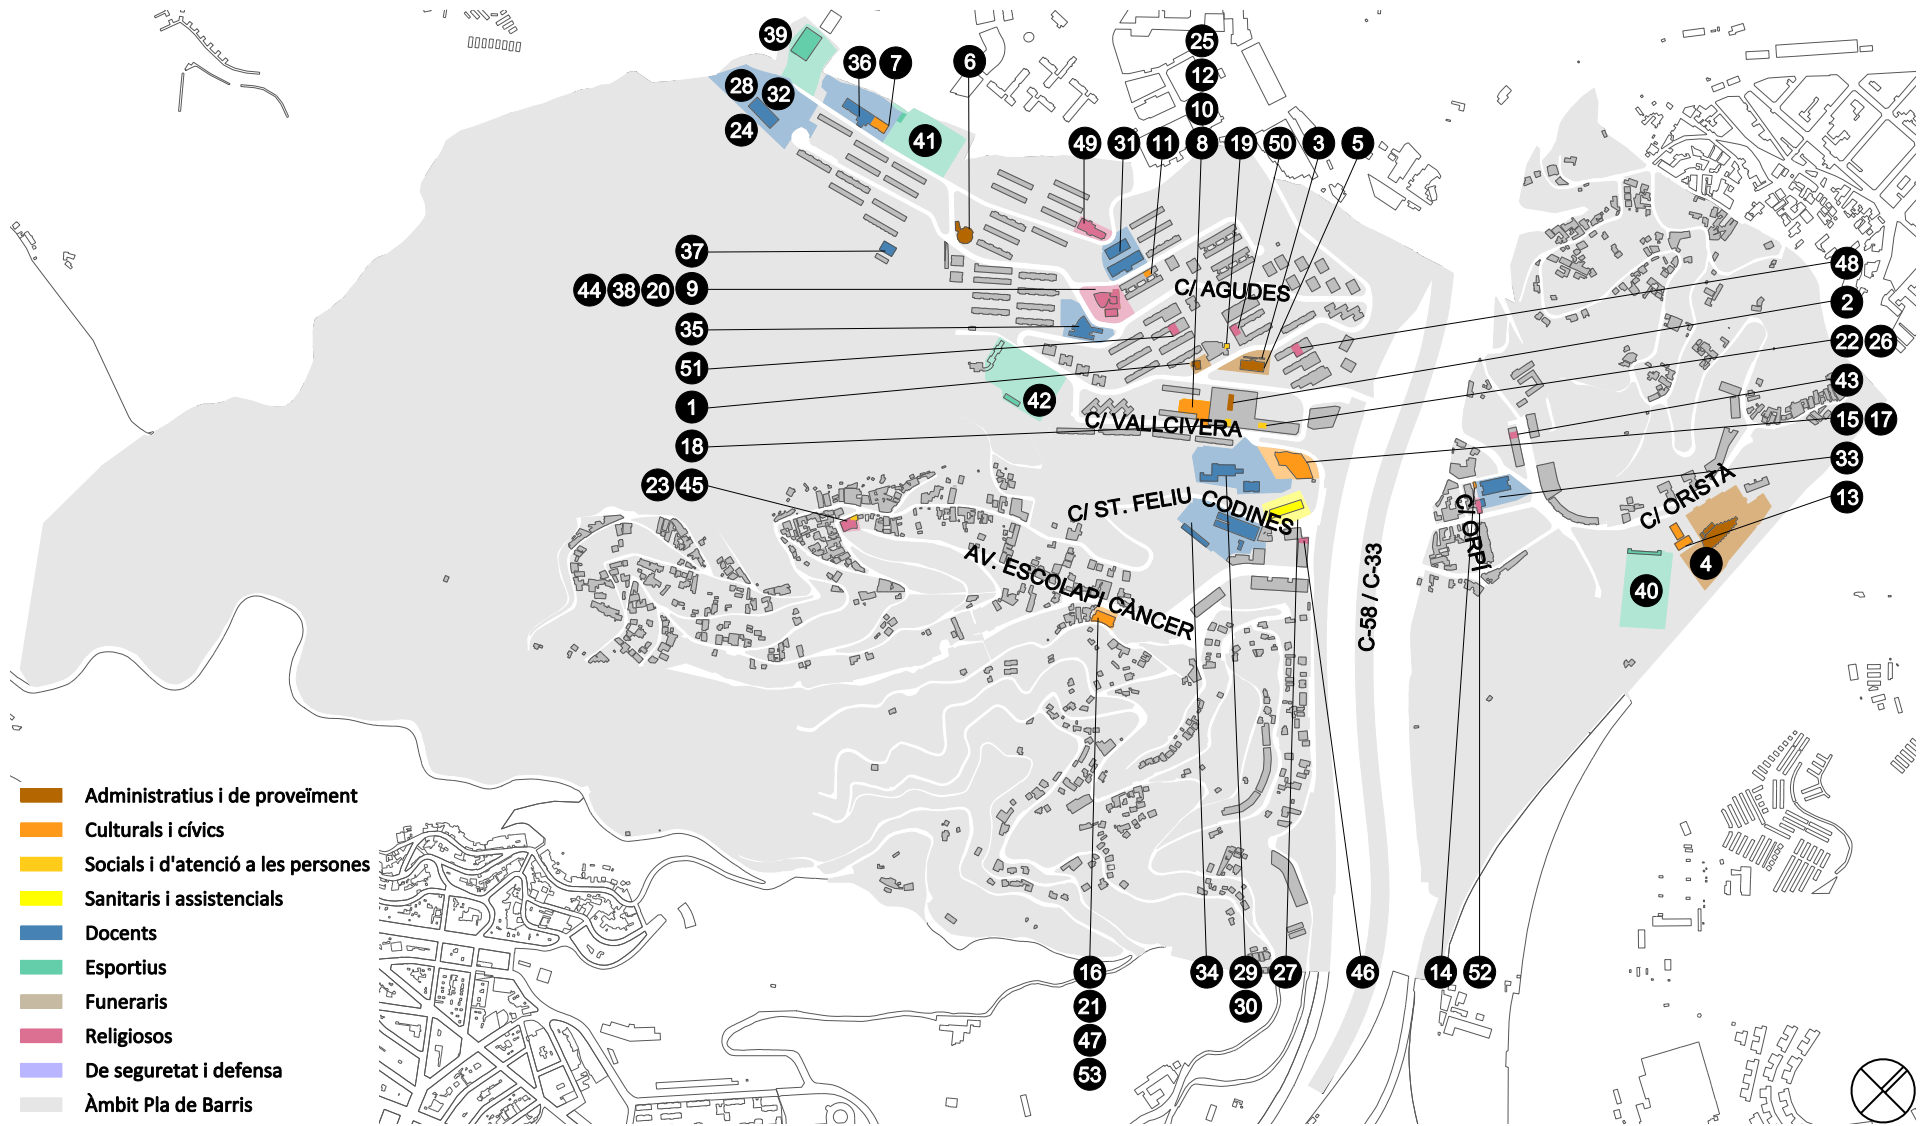 39
36 7
6
25
12
10
28
32
24
41
49 31 11 8 19 50 3 5
37
44 38 20 9
35
51
1
18
23 45
48
2
22 26
43
15 17
33
13
C/ AGUDES
42
C/ VALLCIVERA
C/ ST. FELIU CODINES
AV. ESCOLAPI CÀNCER
C-58 / C-33
C/ ORPÍ
C/ ORISTÀ
4
40
16
21
47
53
34
29
30
27
46
14
52
Administratius i de proveïment
Culturals i cívics
Socials i d'atenció a les persones
Sanitaris i assistencials
Docents
Esportius
Funeraris
Religiosos
De seguretat i defensa
Àmbit Pla de Barris